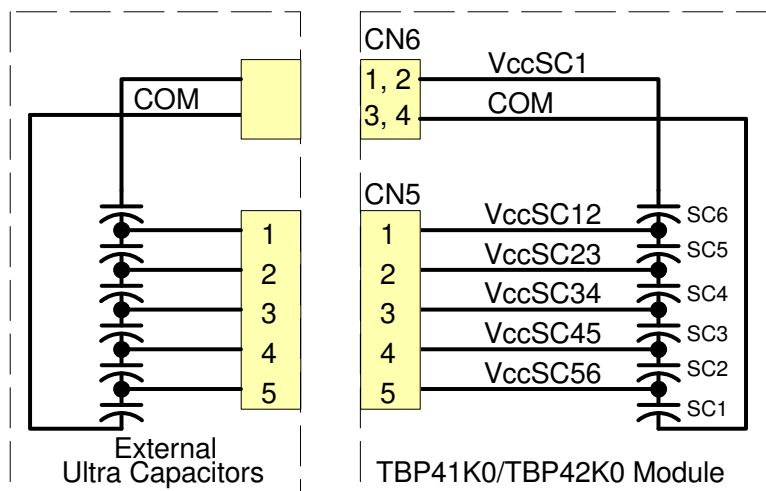 COM
1
2
3
4
5
External
Ultra Capacitors
CN6
1, 2
3, 4
VccSC1
COM
CN5
1
2
3
4
5
VccSC12
VccSC23
VccSC34
VccSC45
VccSC56
SC6
SC5
SC4
SC3
SC2
SC1
TBP41K0/TBP42K0 Module